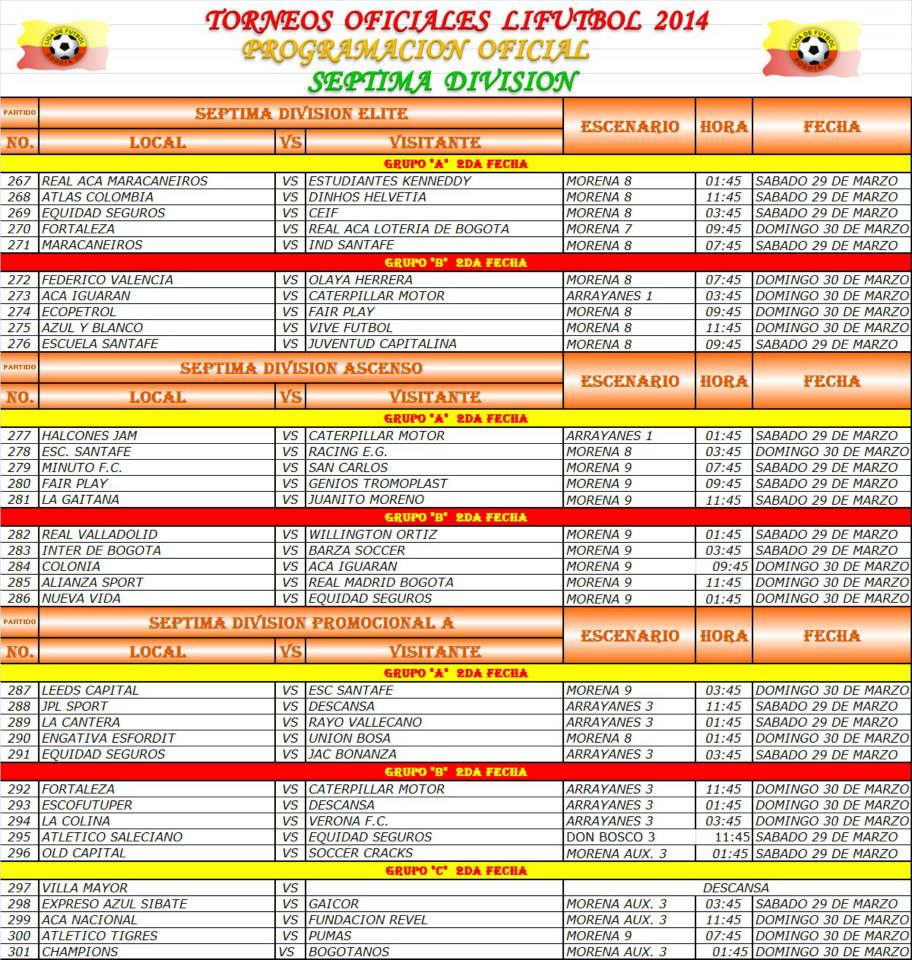 TORNEOS OFICIALES LIFUTBOL 2014
PROGRAMACION OFICIAL
SEPTIMA DIVISION
LIGA DE FUTBOL
BOGOTA DC
LIGA DE FUTBOL
BOGOTA DC
PARTIDO SEPTIMA DIVISION ELITE ESCENARIO HORA FECHA
NO. LOCAL VS VISITANTE
GRUPO "A" 2DA FECHA
267 REAL ACA MARACANEIROS VS ESTUDIANTES KENNEDDY MORENA 8 01:45 SABADO 29 DE MARZO
268 ATLAS COLOMBIA VS DINHOS HELVETIA MORENA 8 11:45 SABADO 29 DE MARZO
269 EQUIDAD SEGUROS VS CEIF MORENA 8 03:45 SABADO 29 DE MARZO
270 FORTALEZA VS REAL ACA LOTERIA DE BOGOTA MORENA 7 09:45 DOMINGO 30 DE MARZO
271 MARACANEIROS VS IND SANTAFE MORENA 8 07:45 SABADO 29 DE MARZO
GRUPO "B" 2DA FECHA
272 FEDERICO VALENCIA VS OLAYA HERRERA MORENA 8 07:45 DOMINGO 30 DE MARZO
273 ACA IGUARAN VS CATERPILLAR MOTOR ARRAYANES 1 03:45 SABADO 29 DE MARZO
274 ECOPETROL VS FAIR PLAY MORENA 8 09:45 DOMINGO 30 DE MARZO
275 AZUL Y BLANCO VS VIVE FUTBOL MORENA 8 11:45 DOMINGO 30 DE MARZO
276 ESCUELA SANTAFE VS JUVENTUD CAPITALINA MORENA 8 09:45 SABADO 29 DE MARZO
PARTIDO SEPTIMA DIVISION ASCENSO ESCENARIO HORA FECHA
NO. LOCAL VS VISITANTE
GRUPO "A" 2DA FECHA
277 HALCONES JAM VS CATERPILLAR MOTOR ARRAYANES 1 01:45 SABADO 29 DE MARZO
278 ESC. SANTAFE VS RACING E.G. MORENA 8 03:45 DOMINGO 30 DE MARZO
279 MINUTO F.C. VS SAN CARLOS MORENA 9 07:45 SABADO 29 DE MARZO
280 FAIR PLAY VS GENIOS TROMOPLAST MORENA 9 09:45 SABADO 29 DE MARZO
281 LA GAITANA VS JUANITO MORENO MORENA 9 11:45 SABADO 29 DE MARZO
GRUPO "B" 2DA FECHA
282 REAL VALLADOLID VS WILLINGTON ORTIZ MORENA 9 01:45 SABADO 29 DE MARZO
283 INTER DE BOGOTA VS BARZA SOCCER MORENA 9 03:45 SABADO 29 DE MARZO
284 COLONIA VS ACA IGUARAN MORENA 9 09:45 DOMINGO 30 DE MARZO
285 ALIANZA SPORT VS REAL MADRID BOGOTA MORENA 9 11:45 DOMINGO 30 DE MARZO
286 NUEVA VIDA VS EQUIDAD SEGUROS MORENA 9 01:45 DOMINGO 30 DE MARZO
PARTIDO SEPTIMA DIVISION PROMOCIONAL A ESCENARIO HORA FECHA
NO. LOCAL VS VISITANTE
GRUPO "A" 2DA FECHA
287 LEEDS CAPITAL VS ESC SANTAFE MORENA 9 03:45 DOMINGO 30 DE MARZO
288 JPL SPORT VS DESCANSA ARRAYANES 3 11:45 SABADO 29 DE MARZO
289 LA CANTERA VS RAYO VALLECANO ARRAYANES 3 01:45 SABADO 29 DE MARZO
290 ENGATIVA ESFORDIT VS UNION BOSA MORENA 8 01:45 DOMINGO 30 DE MARZO
291 EQUIDAD SEGUROS VS JAC BONANZA ARRAYANES 3 03:45 SABADO 29 DE MARZO
GRUPO "B" 2DA FECHA
292 FORTALEZA VS CATERPILLAR MOTOR ARRAYANES 3 11:45 DOMINGO 30 DE MARZO
293 ESCOFUTUPER VS DESCANSA ARRAYANES 3 01:45 DOMINGO 30 DE MARZO
294 LA COLINA VS VERONA F.C. ARRAYANES 3 03:45 DOMINGO 30 DE MARZO
295 ATLETICO SALECIANO VS EQUIDAD SEGUROS DON BOSCO 3 11:45 SABADO 29 DE MARZO
296 OLD CAPITAL VS SOCCER CRACKS MORENA AUX. 3 01:45 SABADO 29 DE MARZO
GRUPO "C" 2DA FECHA
297 VILLA MAYOR VS DESCANSA
298 EXPRESO AZUL SIBATE VS GAICOR MORENA AUX. 3 03:45 SABADO 29 DE MARZO
299 ACA NACIONAL VS FUNDACION REVEL MORENA AUX. 3 11:45 DOMINGO 30 DE MARZO
300 ATLETICO TIGRES VS PUMAS MORENA 9 07:45 DOMINGO 30 DE MARZO
301 CHAMPIONS VS BOGOTANOS MORENA AUX. 3 01:45 DOMINGO 30 DE MARZO